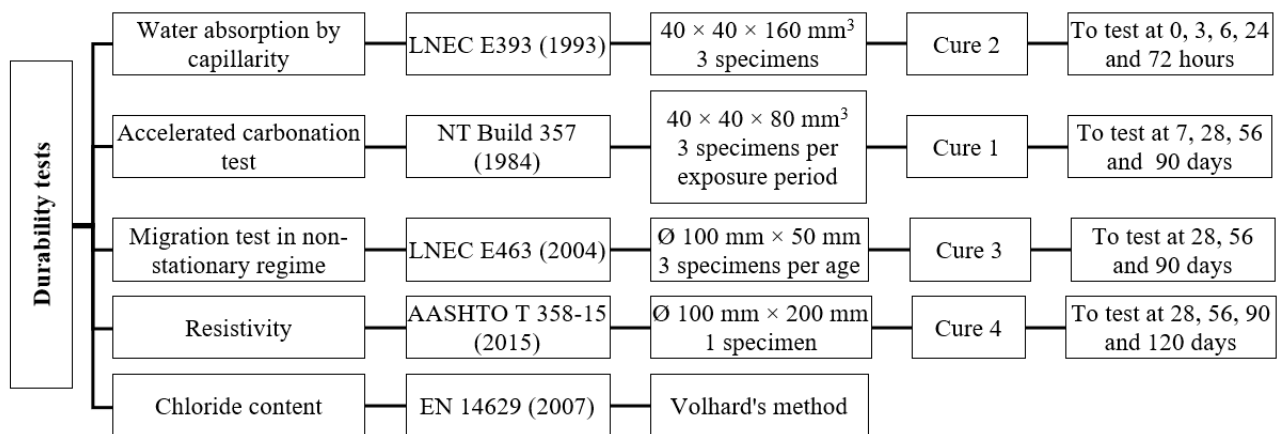 Durability tests
Water absorption by
capillarity
LNEC E393 (1993)
40 × 40 × 160 mm³
3 specimens
Cure 2
To test at 0, 3, 6, 24
and 72 hours
Accelerated carbonation
test
NT Build 357
(1984)
40 × 40 × 80 mm³
3 specimens per
exposure period
Cure 1
To test at 7, 28, 56
and 90 days
Migration test in non-
stationary regime
LNEC E463 (2004)
Ø 100 mm × 50 mm
3 specimens per age
Cure 3
To test at 28, 56
and 90 days
Resistivity
AASHTO T 358-15
(2015)
Ø 100 mm × 200 mm
1 specimen
Cure 4
To test at 28, 56, 90
and 120 days
Chloride content
EN 14629 (2007)
Volhard's method